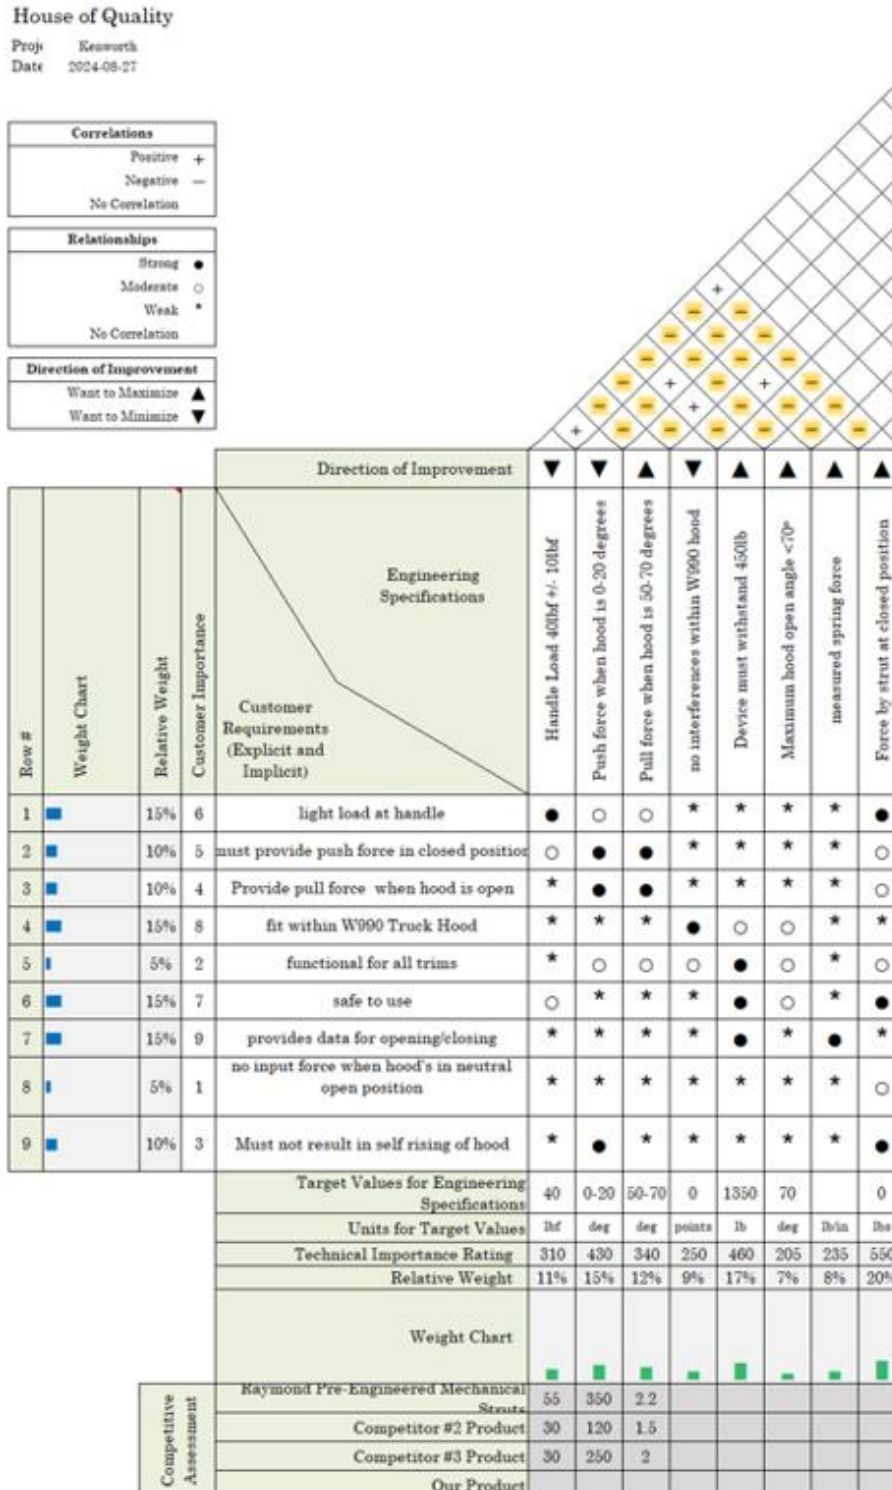 House of Quality
Proje Kenworth
Date 2024-08-27
Correlations
Positive +
Negative −
No Correlation
Relationships
Strong ●
Moderate ○
Weak *
No Correlation
Direction of Improvement
Want to Maximize ▲
Want to Minimize ▼
Direction of Improvement ▼ ▼ ▲ ▼ ▲ ▲ ▲ ▲
Row #
Weight Chart
Relative Weight
Customer Importance
Engineering
Specifications
Customer
Requirements
(Explicit and
Implicit)
Handle Load 40lbf +/- 10lbf
Push force when hood is 0-20 degrees
Pull force when hood is 50-70 degrees
no interferences within W990 hood
Device must withstand 450lb
Maximum hood open angle <70°
measured spring force
Force by strut at closed position
1 15% 6 light load at handle ● ○ ○ * * * * ●
2 10% 5 must provide push force in closed position ○ ● ● * * * * ○
3 10% 4 Provide pull force when hood is open * ● ● * * * * ○
4 15% 8 fit within W990 Truck Hood * * * ● ○ ○ * *
5 5% 2 functional for all trims * ○ ○ ○ ● ○ * ○
6 15% 7 safe to use ○ * * * ● ○ * ●
7 15% 9 provides data for opening/closing * * * * ● * ● *
8 5% 1 no input force when hood's in neutral
open position * * * * * * * ○
9 10% 3 Must not result in self rising of hood * ● * * * * * ●
Target Values for Engineering
Specifications 40 0-20 50-70 0 1350 70 0
Units for Target Values lbf deg deg points lb deg lb/in lbs
Technical Importance Rating 310 430 340 250 460 205 235 550
Relative Weight 11% 15% 12% 9% 17% 7% 8% 20%
Weight Chart
Competitive
Assessment
Raymond Pre-Engineered Mechanical
Struts 55 350 2.2
Competitor #2 Product 30 120 1.5
Competitor #3 Product 30 250 2
Our Product